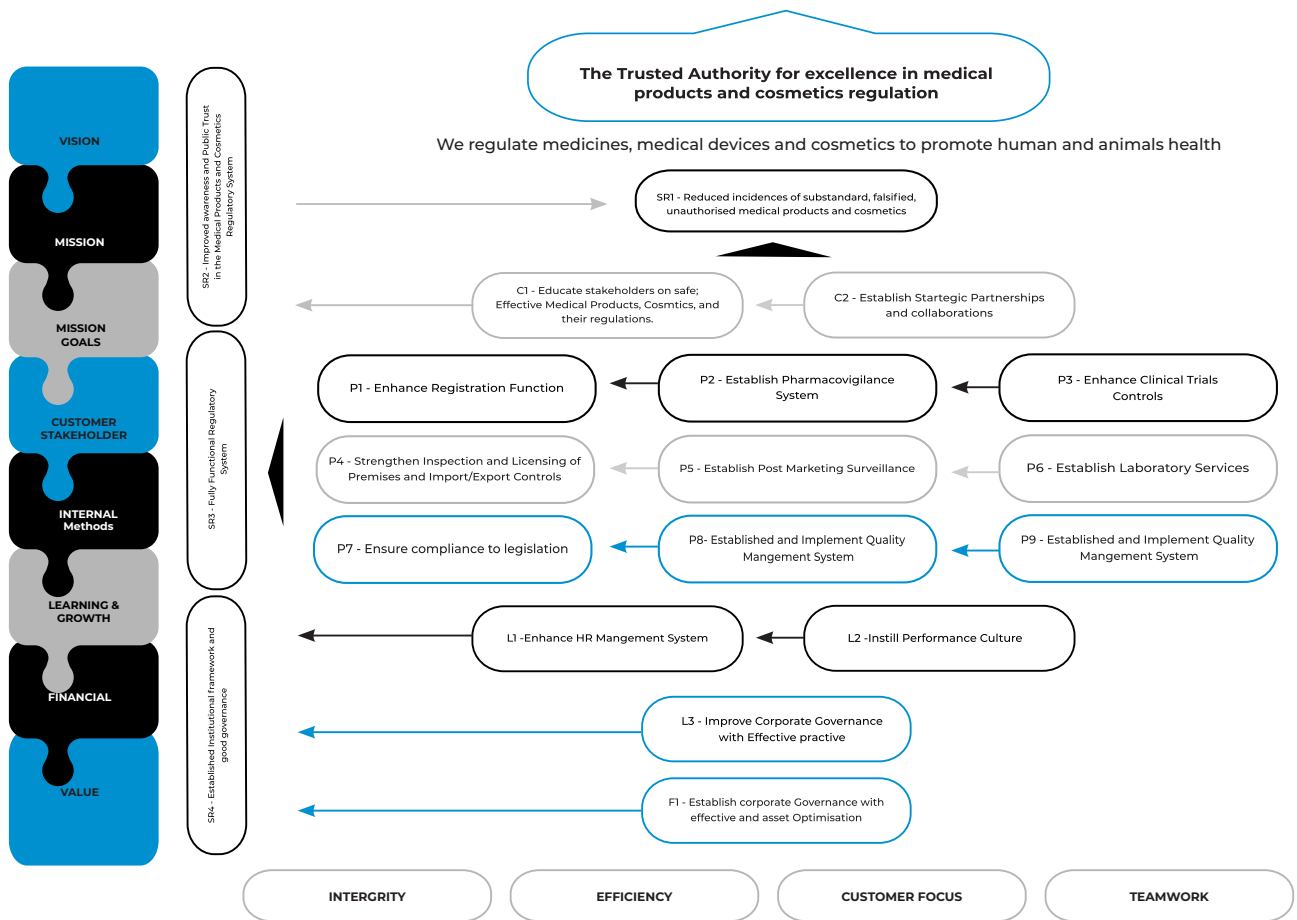 The Trusted Authority for excellence in medical
products and cosmetics regulation
We regulate medicines, medical devices and cosmetics to promote human and animals health
VISION
MISSION
MISSION
GOALS
CUSTOMER
STAKEHOLDER
INTERNAL
Methods
LEARNING &
GROWTH
FINANCIAL
VALUE
SR2 - Improved awareness and Public Trust
in the Medical Products and Cosmetics
Regulatory System
SR3 - Fully Functional Regulatory
System
SR4 - Established Institutional framework and
good governance
SR1 - Reduced incidences of substandard, falsified,
unauthorised medical products and cosmetics
C1 - Educate stakeholders on safe;
Effective Medical Products, Cosmtics, and
their regulations.
C2 - Establish Startegic Partnerships
and collaborations
P1 - Enhance Registration Function
P2 - Establish Pharmacovigilance
System
P3 - Enhance Clinical Trials
Controls
P4 - Strengthen Inspection and Licensing of
Premises and Import/Export Controls
P5 - Establish Post Marketing Surveillance
P6 - Establish Laboratory Services
P7 - Ensure compliance to legislation
P8- Established and Implement Quality
Mangement System
P9 - Established and Implement Quality
Mangement System
L1 -Enhance HR Mangement System
L2 -Instill Performance Culture
L3 - Improve Corporate Governance
with Effective practive
F1 - Establish corporate Governance with
effective and asset Optimisation
INTERGRITY
EFFICIENCY
CUSTOMER FOCUS
TEAMWORK